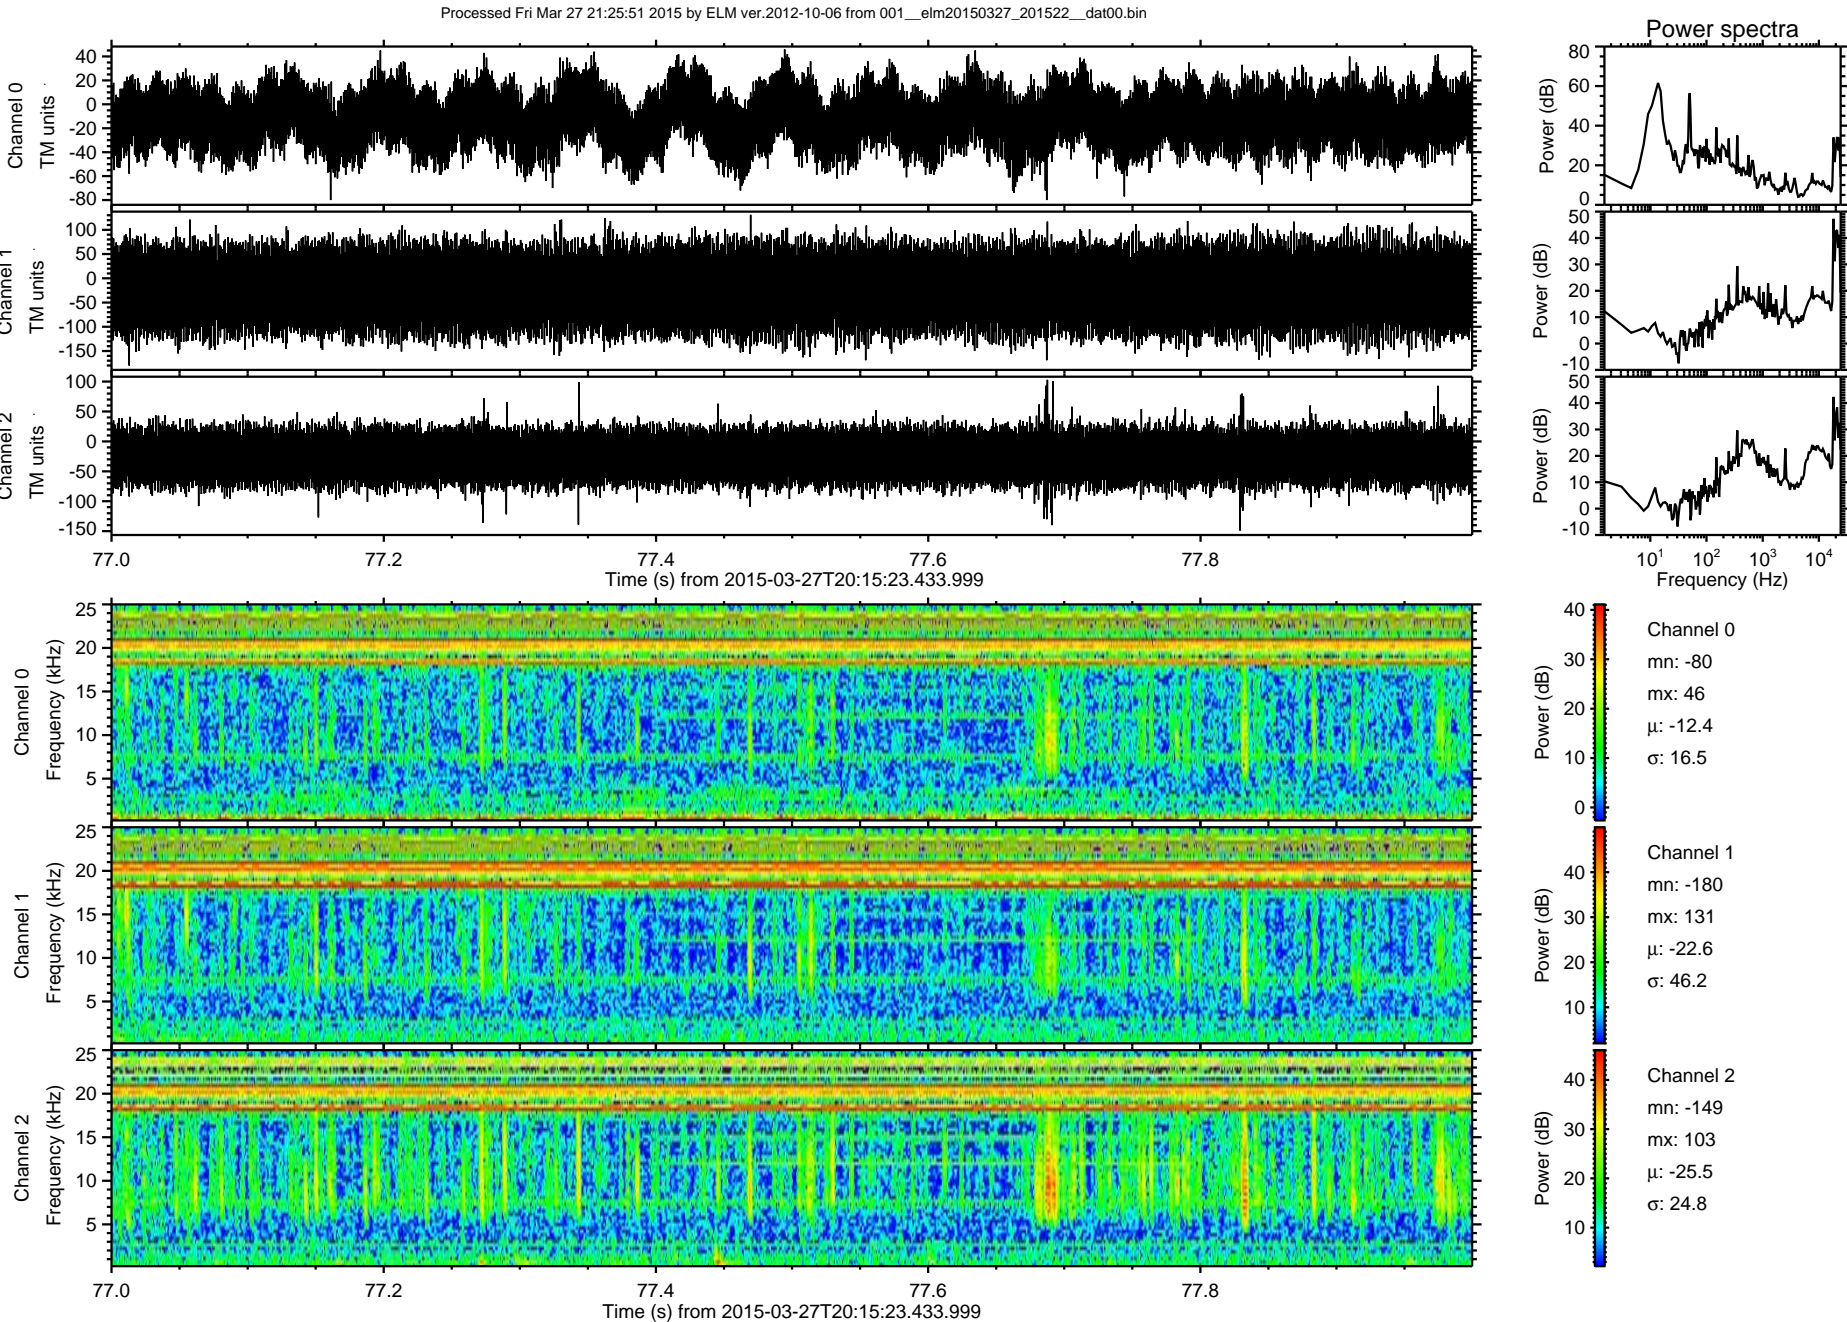 Processed Fri Mar 27 21:25:51 2015 by ELM ver.2012-10-06 from 001__elm20150327_201522__dat00.bin
Power spectra
Channel 0
TM units
40
20
0
-20
-40
-60
-80
Power (dB)
80
60
40
20
0
Channel 1
TM units
100
50
0
-50
-100
-150
Power (dB)
50
40
30
20
10
0
-10
Channel 2
TM units
100
50
0
-50
-100
-150
Power (dB)
50
40
30
20
10
0
-10
77.0 77.2 77.4 77.6 77.8
Time (s) from 2015-03-27T20:15:23.433.999
10^1 10^2 10^3 10^4
Frequency (Hz)
Channel 0
Frequency (kHz)
25
20
15
10
5
Power (dB)
40
30
20
10
0
Channel 0
mn: -80
mx: 46
μ: -12.4
σ: 16.5
Channel 1
Frequency (kHz)
25
20
15
10
5
Power (dB)
40
30
20
10
Channel 1
mn: -180
mx: 131
μ: -22.6
σ: 46.2
Channel 2
Frequency (kHz)
25
20
15
10
5
Power (dB)
40
30
20
10
Channel 2
mn: -149
mx: 103
μ: -25.5
σ: 24.8
77.0 77.2 77.4 77.6 77.8
Time (s) from 2015-03-27T20:15:23.433.999